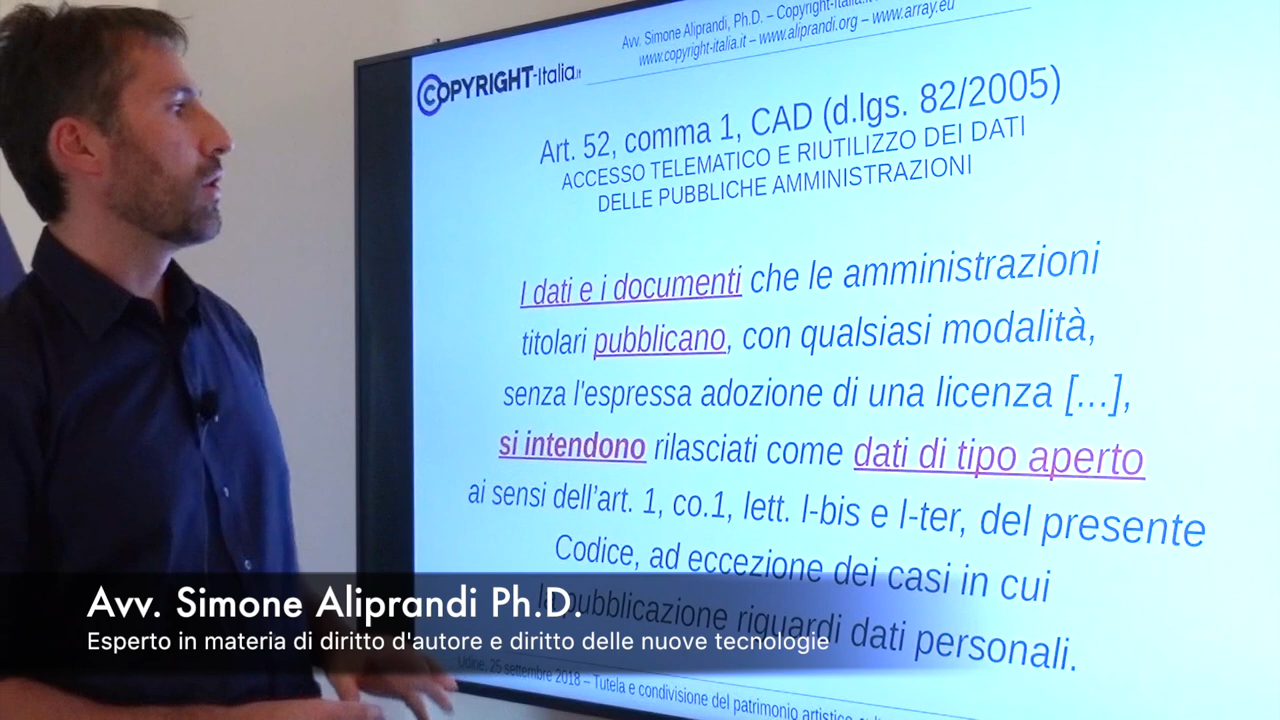 Avv. Simone Aliprandi, Ph.D. – Copyright-Italia.it
www.copyright-italia.it – www.aliprandi.org – www.array.eu
COPYRIGHT-Italia.it
Art. 52, comma 1, CAD (d.lgs. 82/2005)
ACCESSO TELEMATICO E RIUTILIZZO DEI DATI
DELLE PUBBLICHE AMMINISTRAZIONI
I dati e i documenti che le amministrazioni
titolari pubblicano, con qualsiasi modalità,
senza l'espressa adozione di una licenza [...],
si intendono rilasciati come dati di tipo aperto
ai sensi dell’art. 1, co.1, lett. l-bis e l-ter, del presente
Codice, ad eccezione dei casi in cui
la pubblicazione riguardi dati personali.
Avv. Simone Aliprandi Ph.D.
Esperto in materia di diritto d'autore e diritto delle nuove tecnologie
Udine, 25 settembre 2018 – Tutela e condivisione del patrimonio artistico